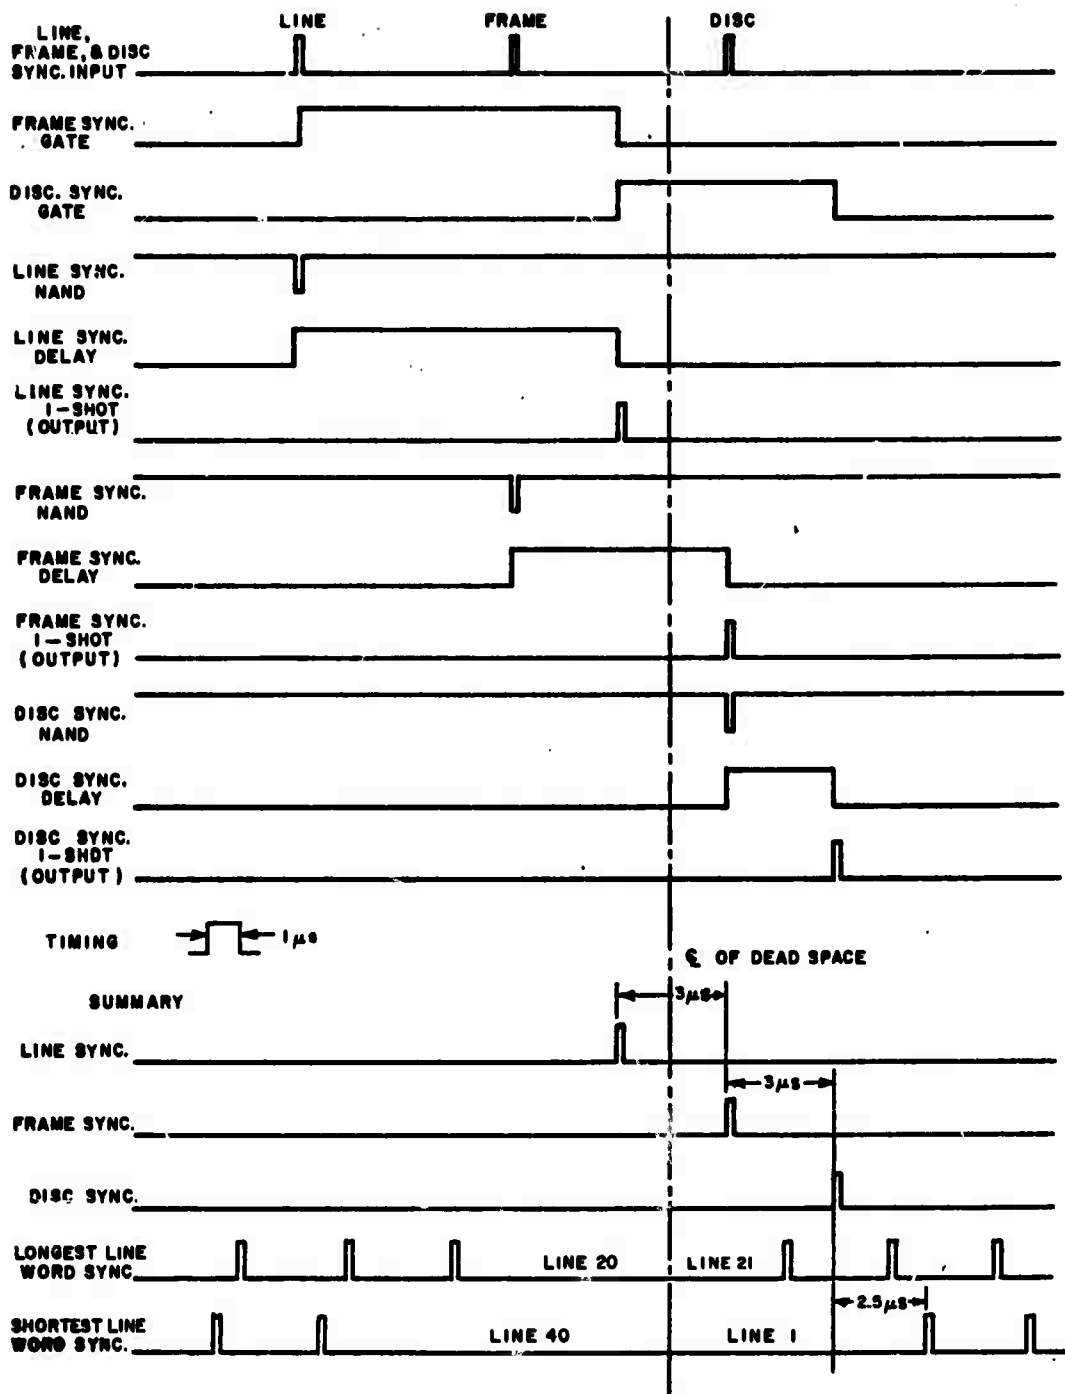 LINE FRAME DISC
LINE,
FRAME, & DISC
SYNC. INPUT
FRAME SYNC.
GATE
DISC. SYNC.
GATE
LINE SYNC.
NAND
LINE SYNC.
DELAY
LINE SYNC.
1-SHOT
(OUTPUT)
FRAME SYNC.
NAND
FRAME SYNC.
DELAY
FRAME SYNC.
1-SHOT
(OUTPUT)
DISC SYNC.
NAND
DISC SYNC.
DELAY
DISC SYNC.
1-SHOT
(OUTPUT)
TIMING 1 μs
℄ OF DEAD SPACE
SUMMARY 3μs
LINE SYNC.
3μs
FRAME SYNC.
DISC SYNC.
LONGEST LINE
WORD SYNC. LINE 20 LINE 21
2.5μs
SHORTEST LINE
WORD SYNC. LINE 40 LINE 1